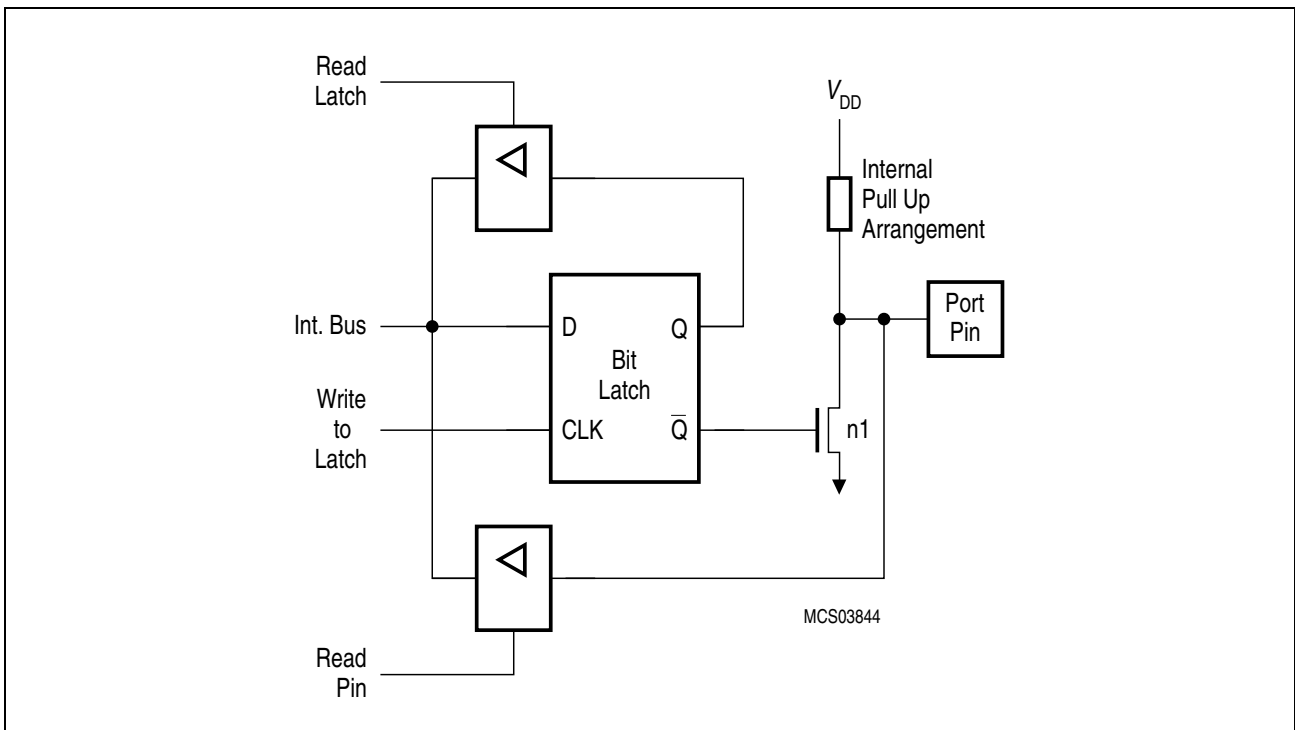 Read
Latch
V_DD
Internal
Pull Up
Arrangement
Int. Bus
D
Q
Port
Pin
Bit
Latch
Write
to
Latch
CLK
Q̅
n1
MCS03844
Read
Pin